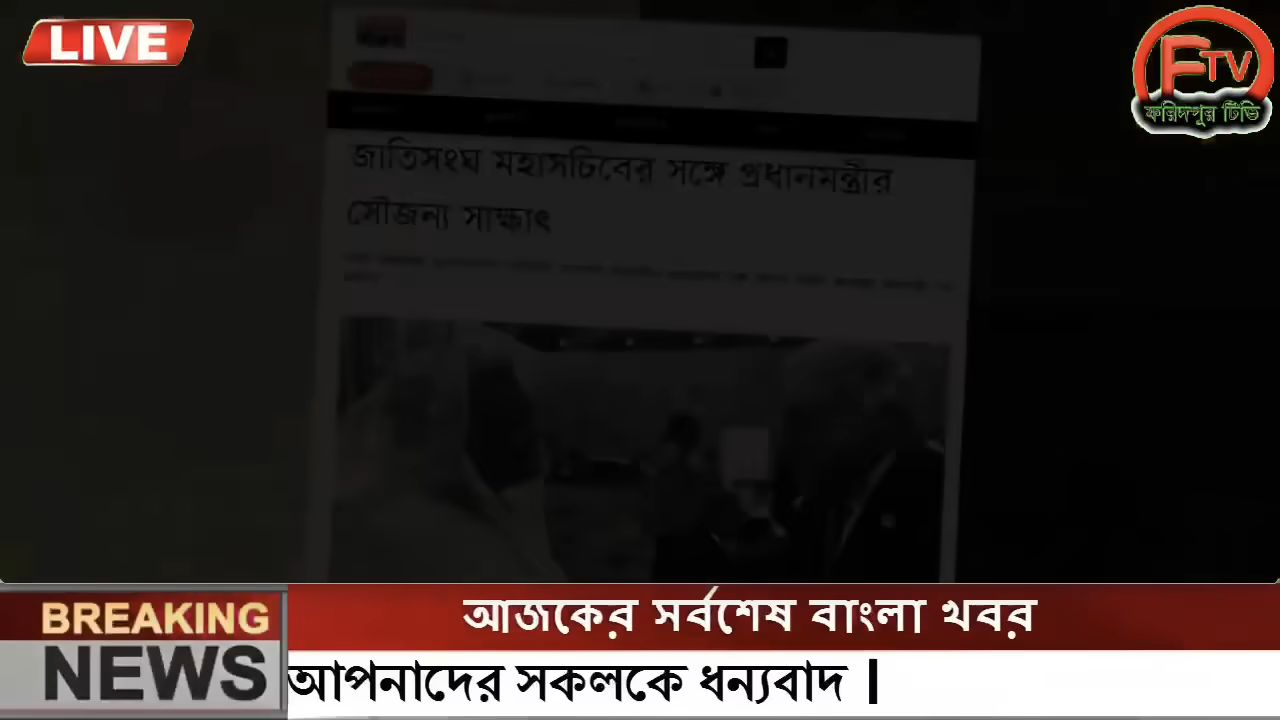 LIVE
FTV
ফরিদপুর টিভি
জাতিসংঘ মহাসচিবের সঙ্গে প্রধানমন্ত্রীর
সৌজন্য সাক্ষাৎ
BREAKING
NEWS
আজকের সর্বশেষ বাংলা খবর
আপনাদের সকলকে ধন্যবাদ |